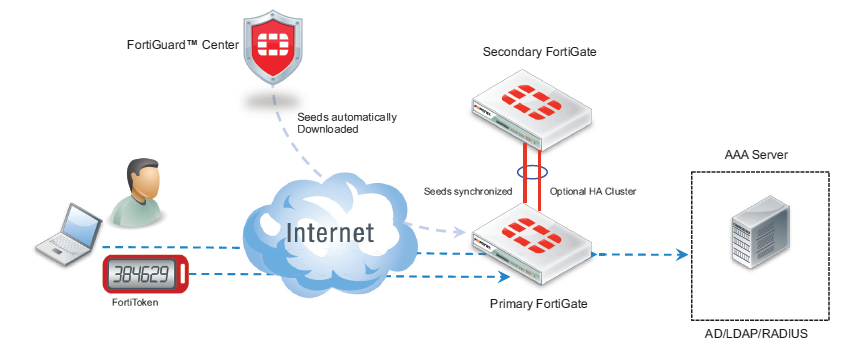 FortiGuard™ Center
Seeds automatically
Downloaded
Secondary FortiGate
Seeds synchronized
Optional HA Cluster
AAA Server
Internet
384629
FortiToken
Primary FortiGate
AD/LDAP/RADIUS